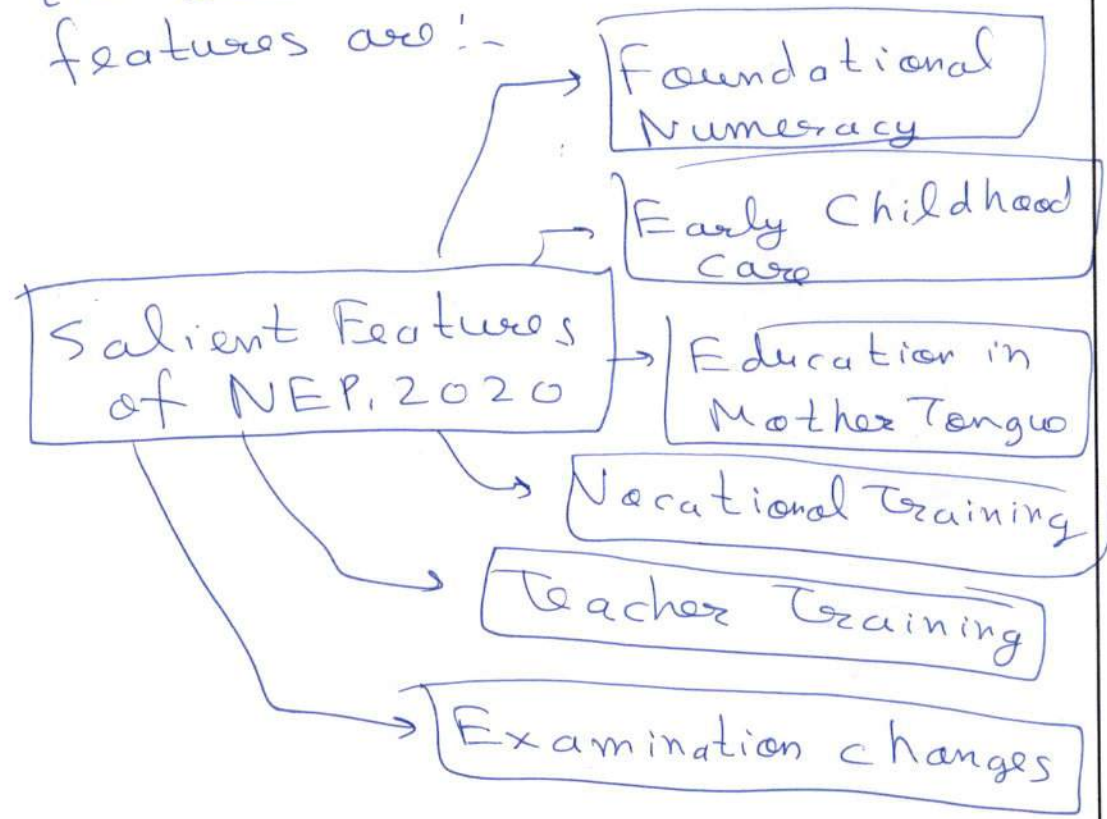 features are :-
Foundational
Numeracy
Early Childhood
care
Salient Features
of NEP, 2020
Education in
Mother Tongue
Vocational Training
Teacher Training
Examination changes